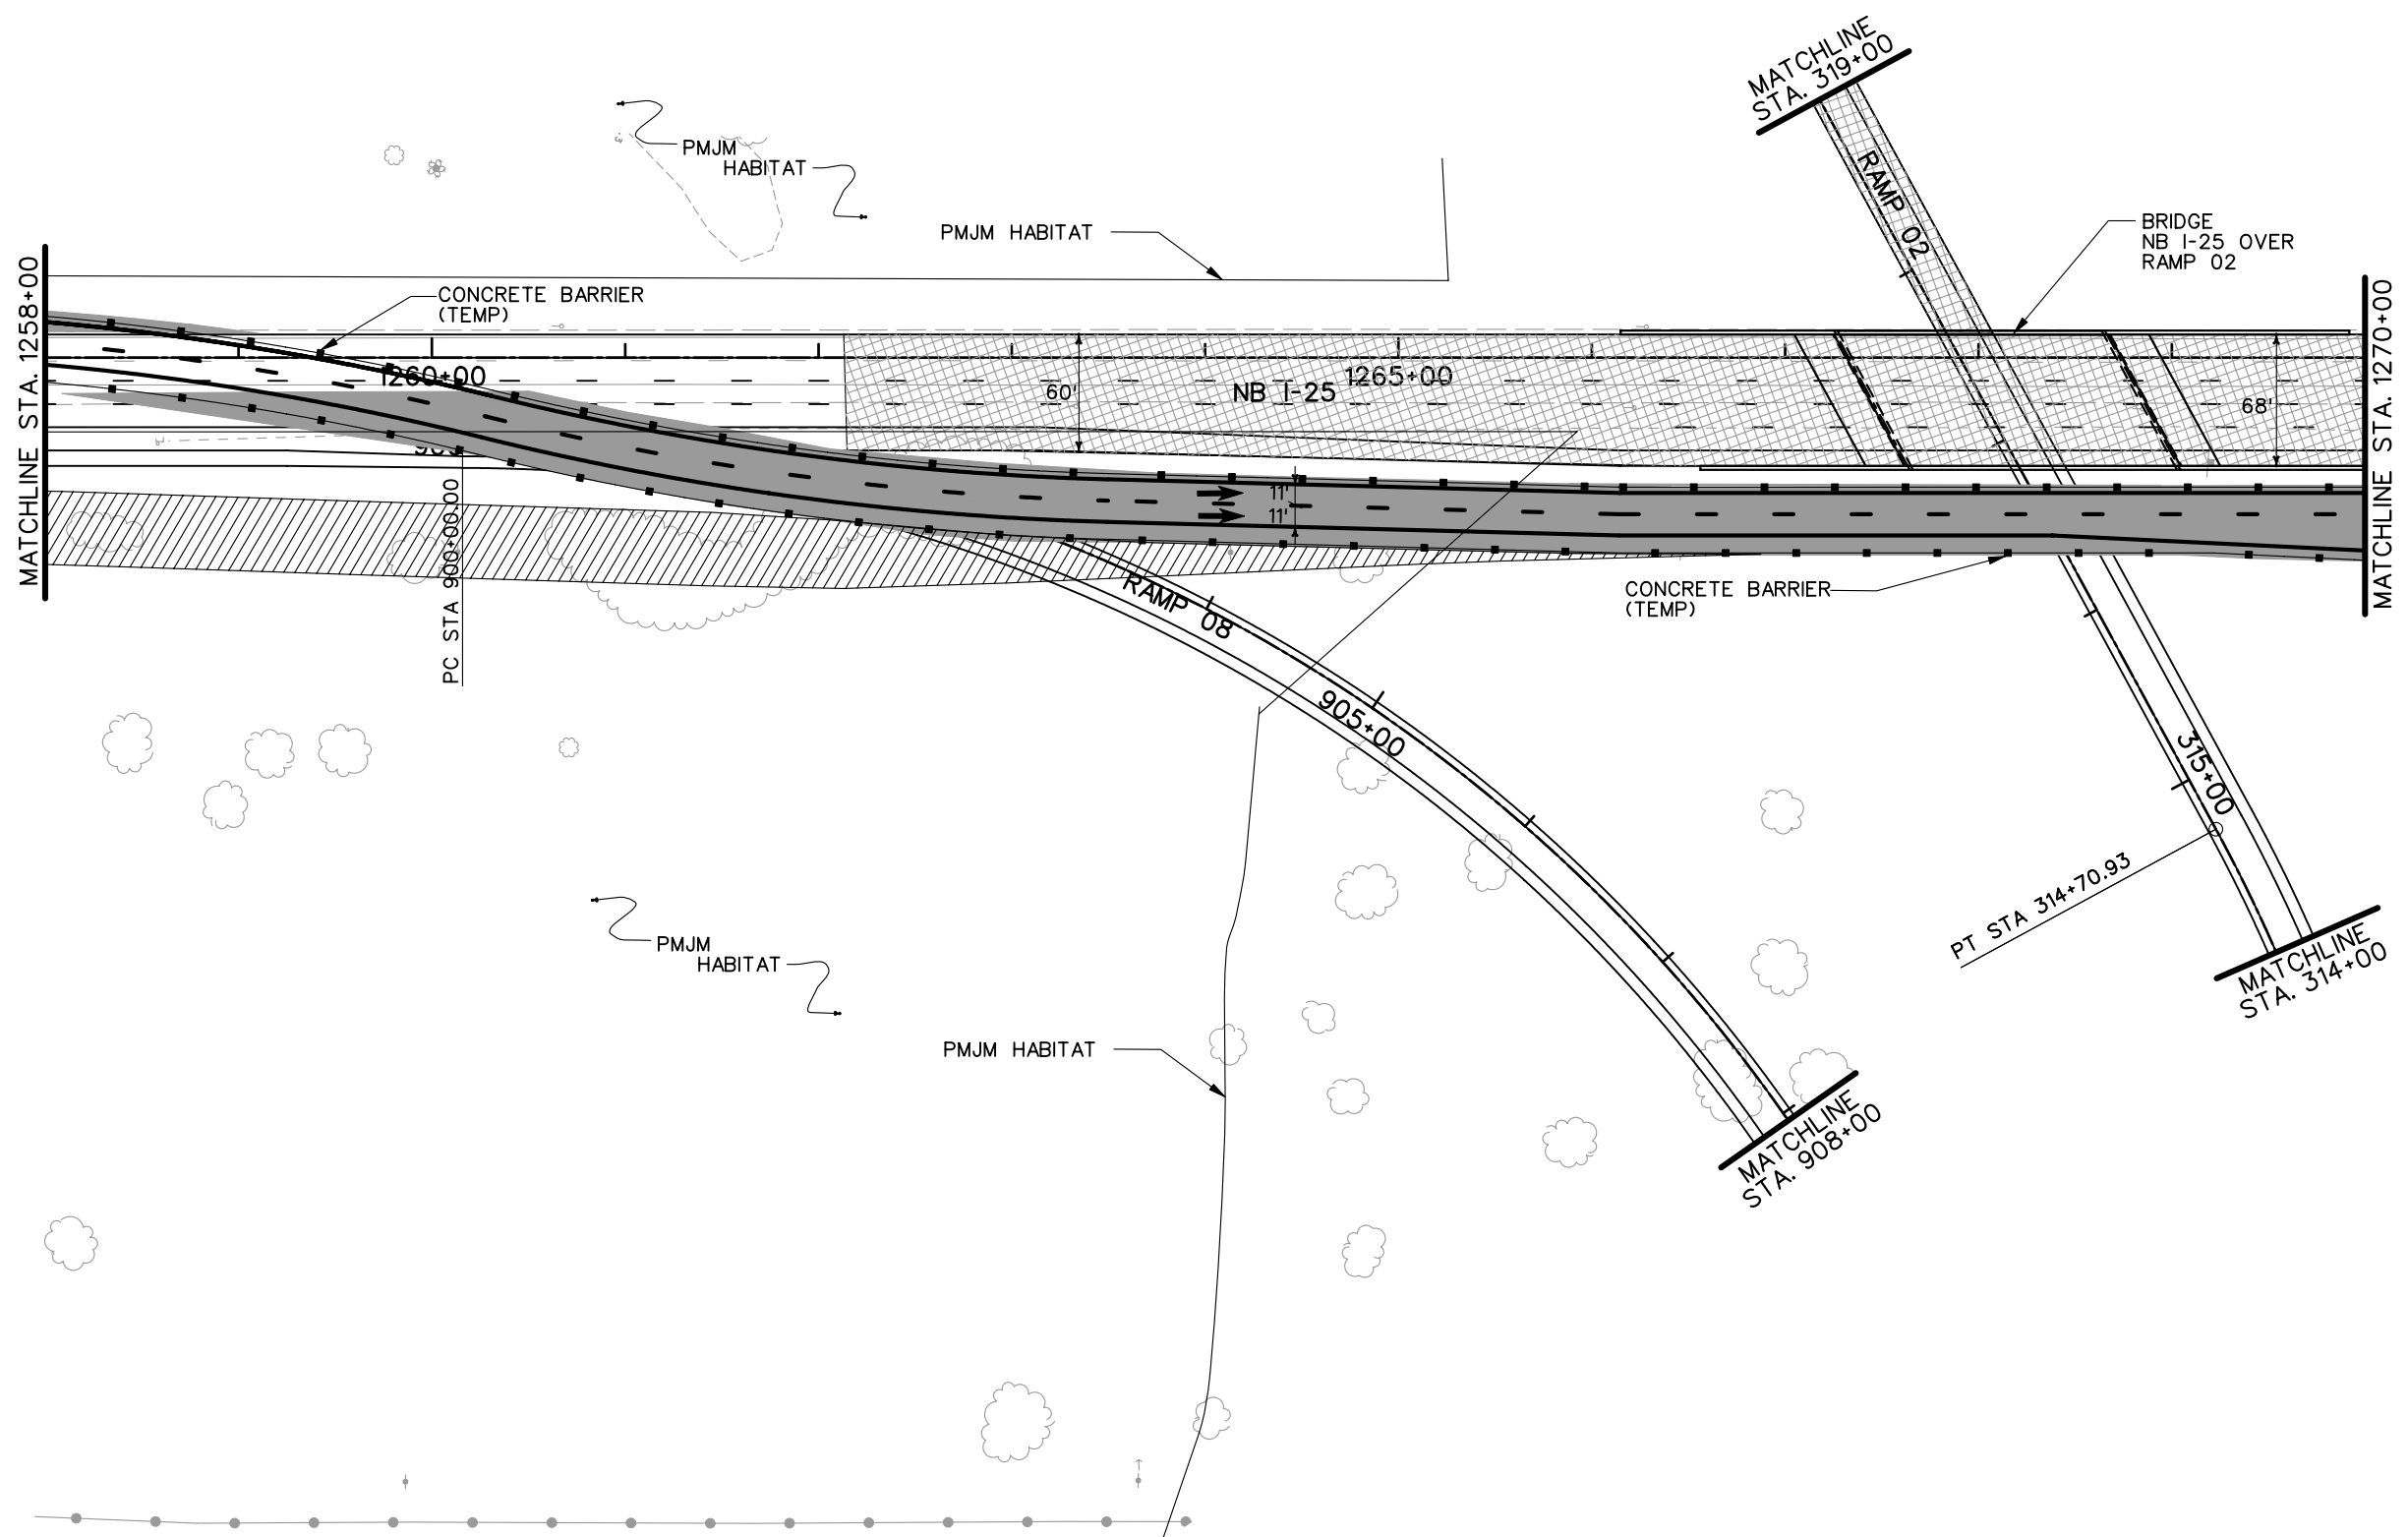 MATCHLINE
STA. 319+00
PMJM
HABITAT
RAMP 02
PMJM HABITAT
BRIDGE
NB I-25 OVER
RAMP 02
MATCHLINE STA. 1258+00
CONCRETE BARRIER
(TEMP)
MATCHLINE STA. 1270+00
1260+00
60'
NB I-25
1265+00
68'
11'
11'
PC STA 900+00.00
RAMP 08
CONCRETE BARRIER
(TEMP)
905+00
315+00
PT STA 314+70.93
PMJM
HABITAT
MATCHLINE
STA. 314+00
PMJM HABITAT
MATCHLINE
STA. 908+00